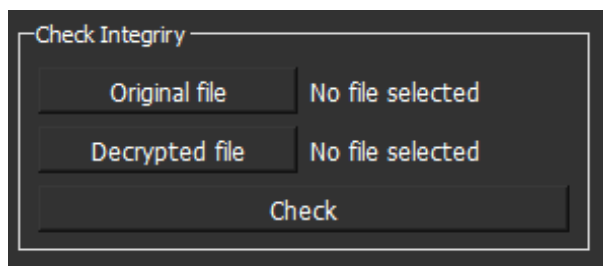 Check Integriry
Original file No file selected
Decrypted file No file selected
Check